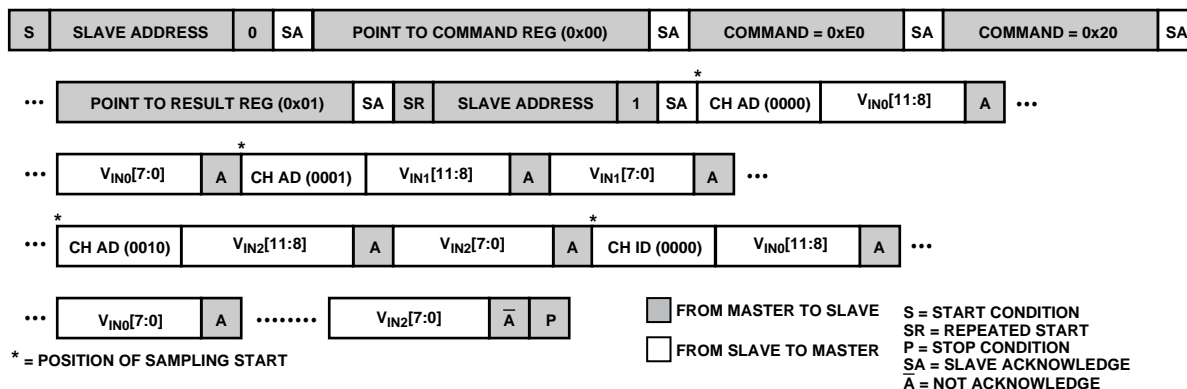 S SLAVE ADDRESS 0 SA POINT TO COMMAND REG (0x00) SA COMMAND = 0xE0 SA COMMAND = 0x20 SA
*
••• POINT TO RESULT REG (0x01) SA SR SLAVE ADDRESS 1 SA CH AD (0000) VIN0[11:8] A •••
*
••• VIN0[7:0] A CH AD (0001) VIN1[11:8] A VIN1[7:0] A •••
* *
••• CH AD (0010) VIN2[11:8] A VIN2[7:0] A CH ID (0000) VIN0[11:8] A •••
••• VIN0[7:0] A •••••••• VIN2[7:0] A̅ P
* = POSITION OF SAMPLING START
FROM MASTER TO SLAVE
FROM SLAVE TO MASTER
S = START CONDITION
SR = REPEATED START
P = STOP CONDITION
SA = SLAVE ACKNOWLEDGE
A̅ = NOT ACKNOWLEDGE